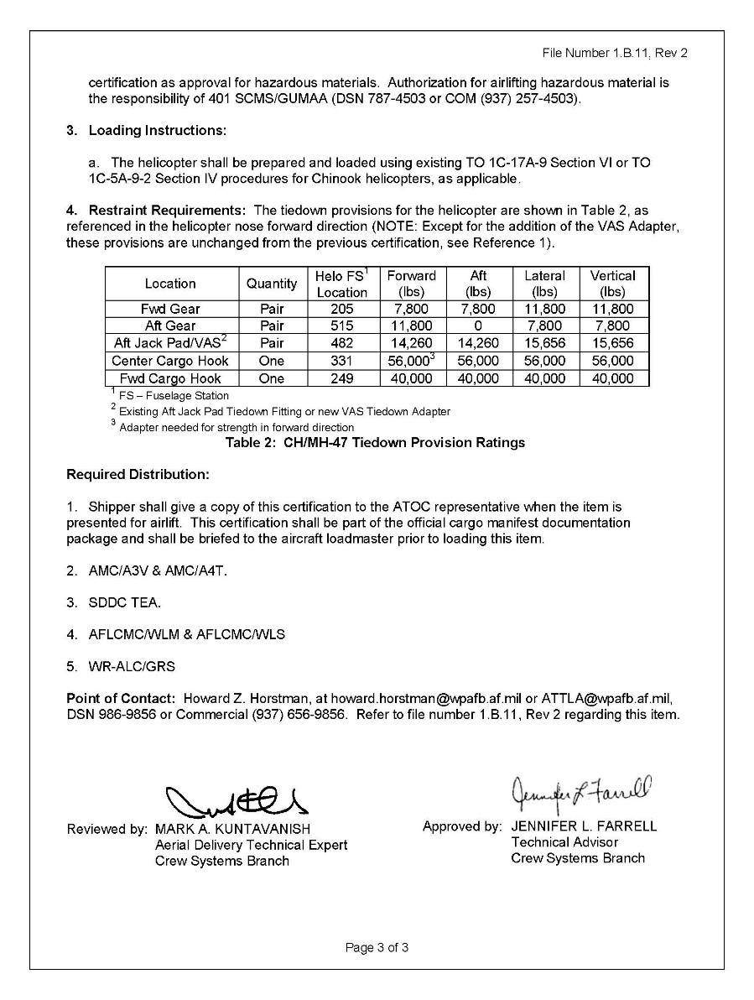 File Number 1.B.11, Rev 2
certification as approval for hazardous materials. Authorization for airlifting hazardous material is
the responsibility of 401 SCMS/GUMAA (DSN 787-4503 or COM (937) 257-4503).
3. Loading Instructions:
a. The helicopter shall be prepared and loaded using existing TO 1C-17A-9 Section VI or TO
1C-5A-9-2 Section IV procedures for Chinook helicopters, as applicable.
4. Restraint Requirements: The tiedown provisions for the helicopter are shown in Table 2, as
referenced in the helicopter nose forward direction (NOTE: Except for the addition of the VAS Adapter,
these provisions are unchanged from the previous certification, see Reference 1).
Location Quantity Helo FS1 Location Forward (lbs) Aft (lbs) Lateral (lbs) Vertical (lbs)
Fwd Gear Pair 205 7,800 7,800 11,800 11,800
Aft Gear Pair 515 11,800 0 7,800 7,800
Aft Jack Pad/VAS2 Pair 482 14,260 14,260 15,656 15,656
Center Cargo Hook One 331 56,0003 56,000 56,000 56,000
Fwd Cargo Hook One 249 40,000 40,000 40,000 40,000
1 FS – Fuselage Station
2 Existing Aft Jack Pad Tiedown Fitting or new VAS Tiedown Adapter
3 Adapter needed for strength in forward direction
Table 2: CH/MH-47 Tiedown Provision Ratings
Required Distribution:
1. Shipper shall give a copy of this certification to the ATOC representative when the item is
presented for airlift. This certification shall be part of the official cargo manifest documentation
package and shall be briefed to the aircraft loadmaster prior to loading this item.
2. AMC/A3V & AMC/A4T.
3. SDDC TEA.
4. AFLCMC/WLM & AFLCMC/WLS
5. WR-ALC/GRS
Point of Contact: Howard Z. Horstman, at howard.horstman@wpafb.af.mil or ATTLA@wpafb.af.mil,
DSN 986-9856 or Commercial (937) 656-9856. Refer to file number 1.B.11, Rev 2 regarding this item.
Jennifer L Farrell
Reviewed by: MARK A. KUNTAVANISH
Aerial Delivery Technical Expert
Crew Systems Branch
Approved by: JENNIFER L. FARRELL
Technical Advisor
Crew Systems Branch
Page 3 of 3